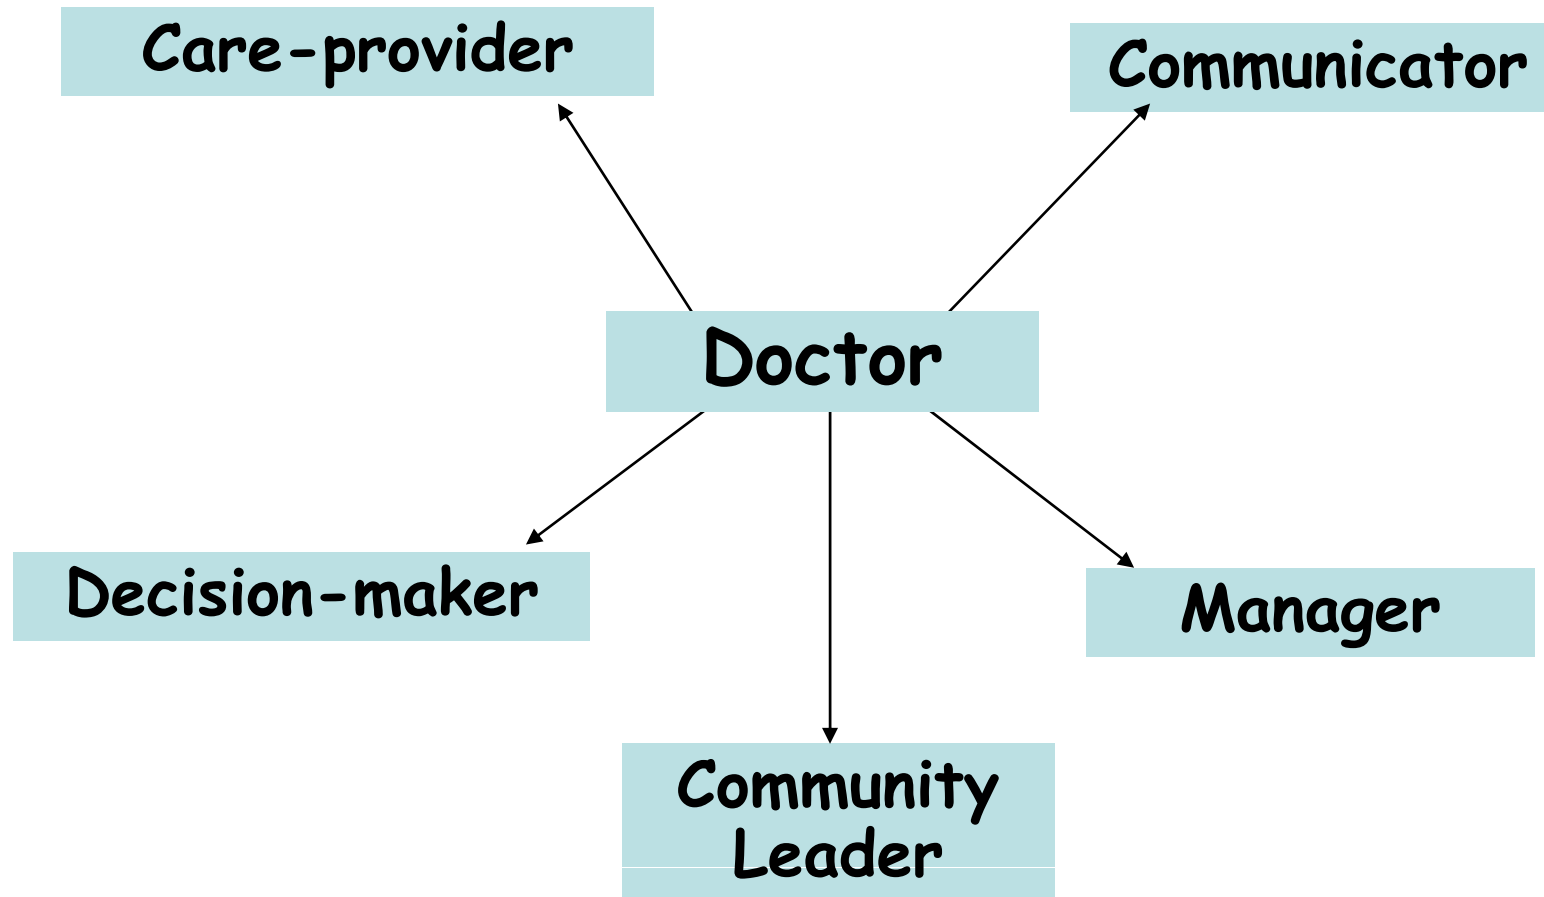 Care-provider
Communicator
Doctor
Decision-maker
Manager
Community
Leader